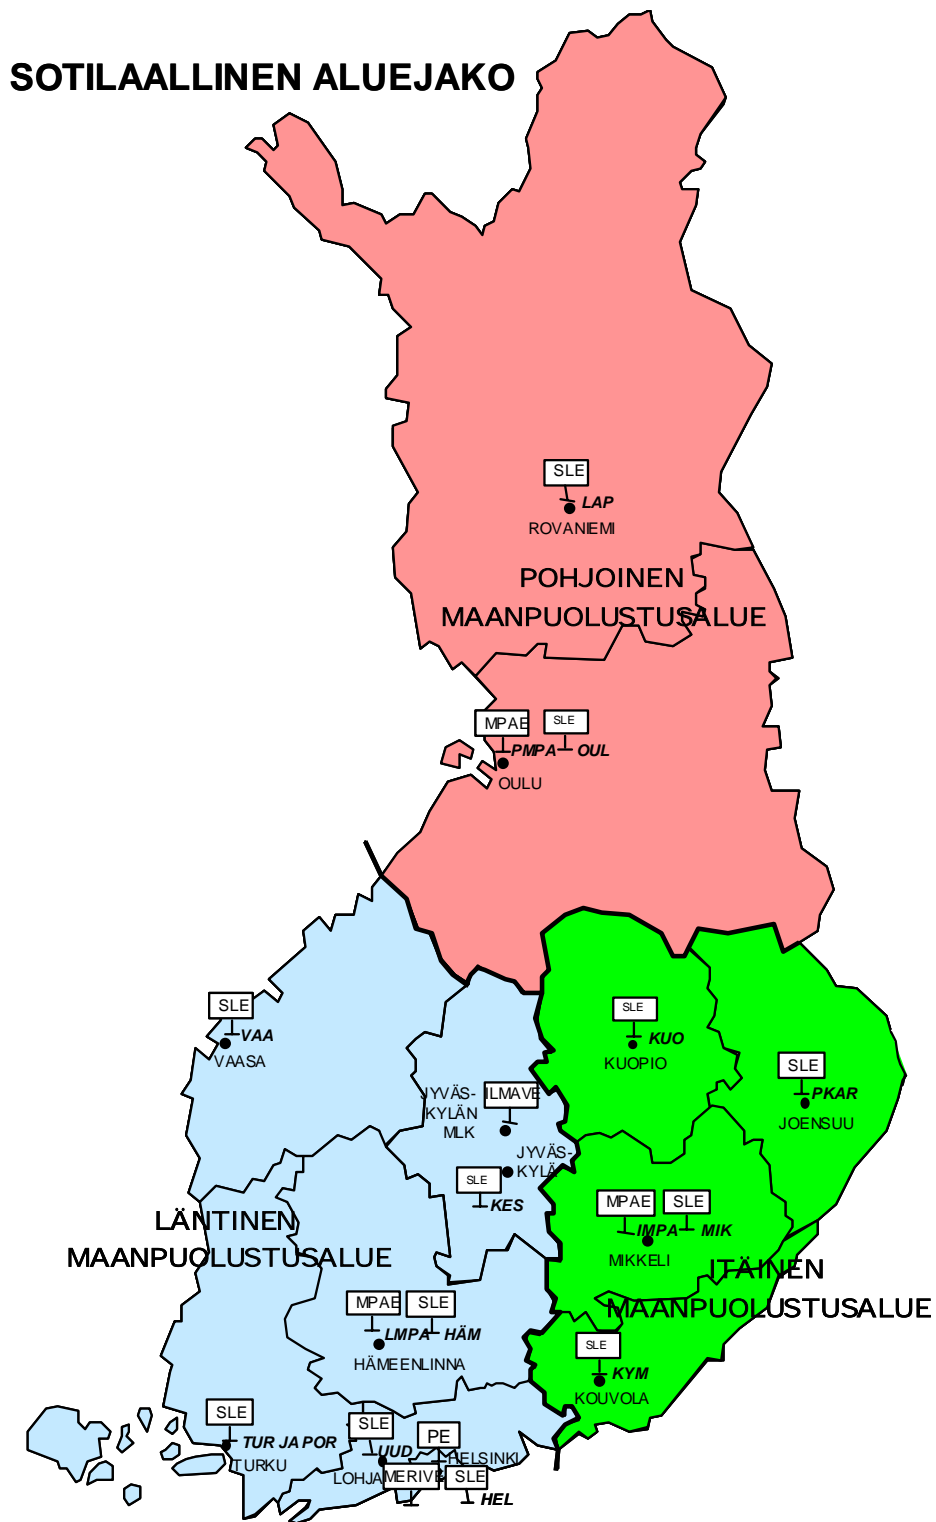 SOTILAALLINEN ALUEJAKO
SLE
LAP
ROVANIEMI
POHJOINEN
MAANPUOLUSTUSALUE
MPAE SLE
PMPA OUL
OULU
SLE
VAA
VAASA
SLE
KUO
KUOPIO
SLE
PKAR
JOENSUU
JYVÄS-
KYLÄN
MLK
ILMAVE
JYVÄS-
KYLÄ
SLE
KES
MPAE SLE
IMPA MIK
MIKKELI
LÄNTINEN
MAANPUOLUSTUSALUE
ITÄINEN
MAANPUOLUSTUSALUE
MPAE SLE
LMPA HÄM
HÄMEENLINNA
SLE
KYM
KOUVOLA
SLE
TUR JA POR
TURKU
SLE
UUD
LOHJA
PE
HELSINKI
MERIVE SLE
HEL